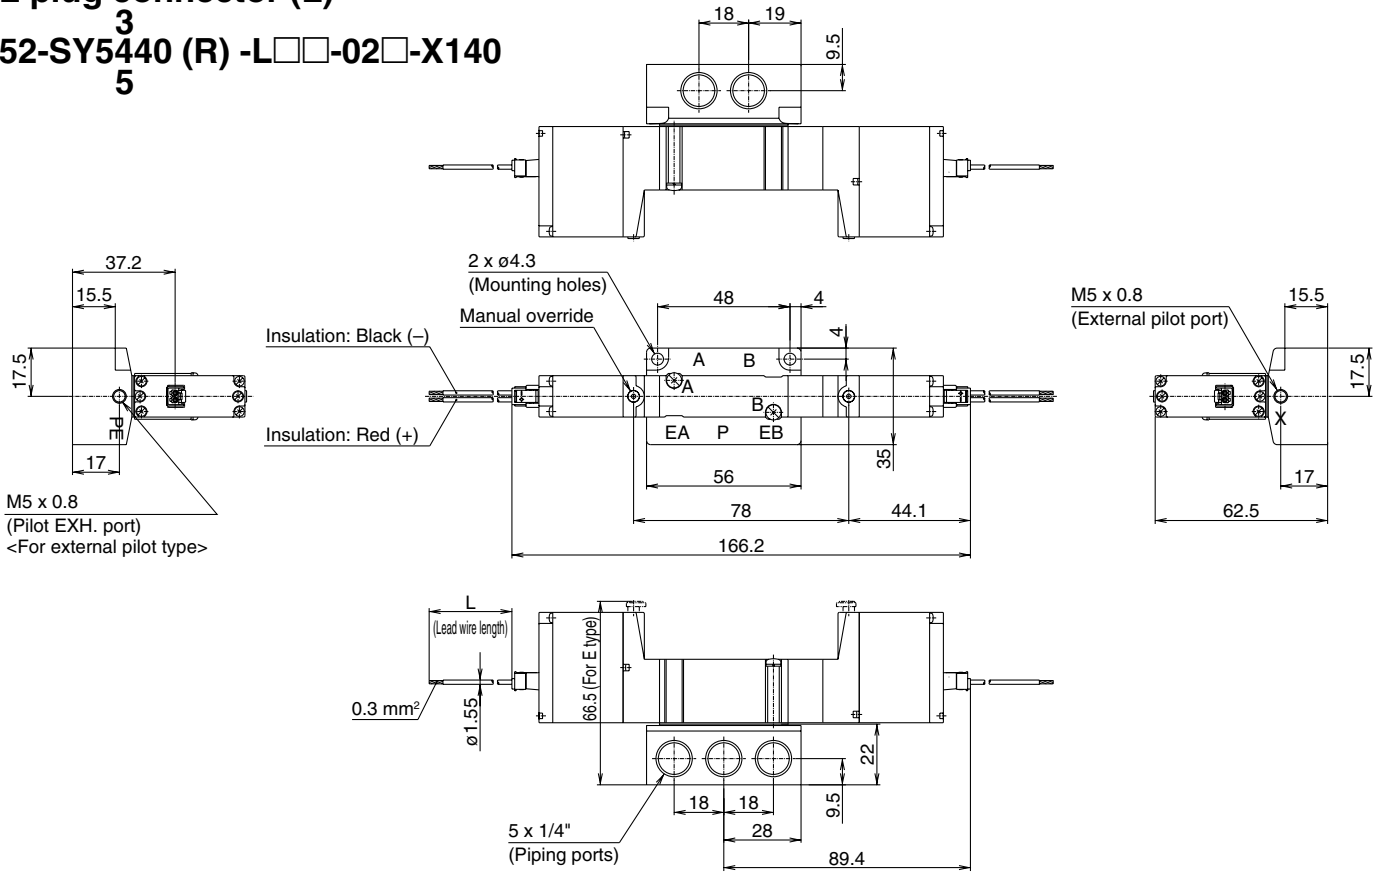 L plug connector (L)
3
52-SY5440 (R) -L□□-02□-X140
5
18
19
9.5
37.2
15.5
17.5
PE
17
M5 x 0.8
(Pilot EXH. port)
<For external pilot type>
2 x ø4.3
(Mounting holes)
Manual override
Insulation: Black (–)
Insulation: Red (+)
48
4
4
A
B
A
B
EA
P
EB
35
56
78
44.1
166.2
M5 x 0.8
(External pilot port)
15.5
17.5
X
17
62.5
L
(Lead wire length)
0.3 mm²
ø1.55
66.5 (For E type)
22
9.5
18
18
28
89.4
5 x 1/4"
(Piping ports)